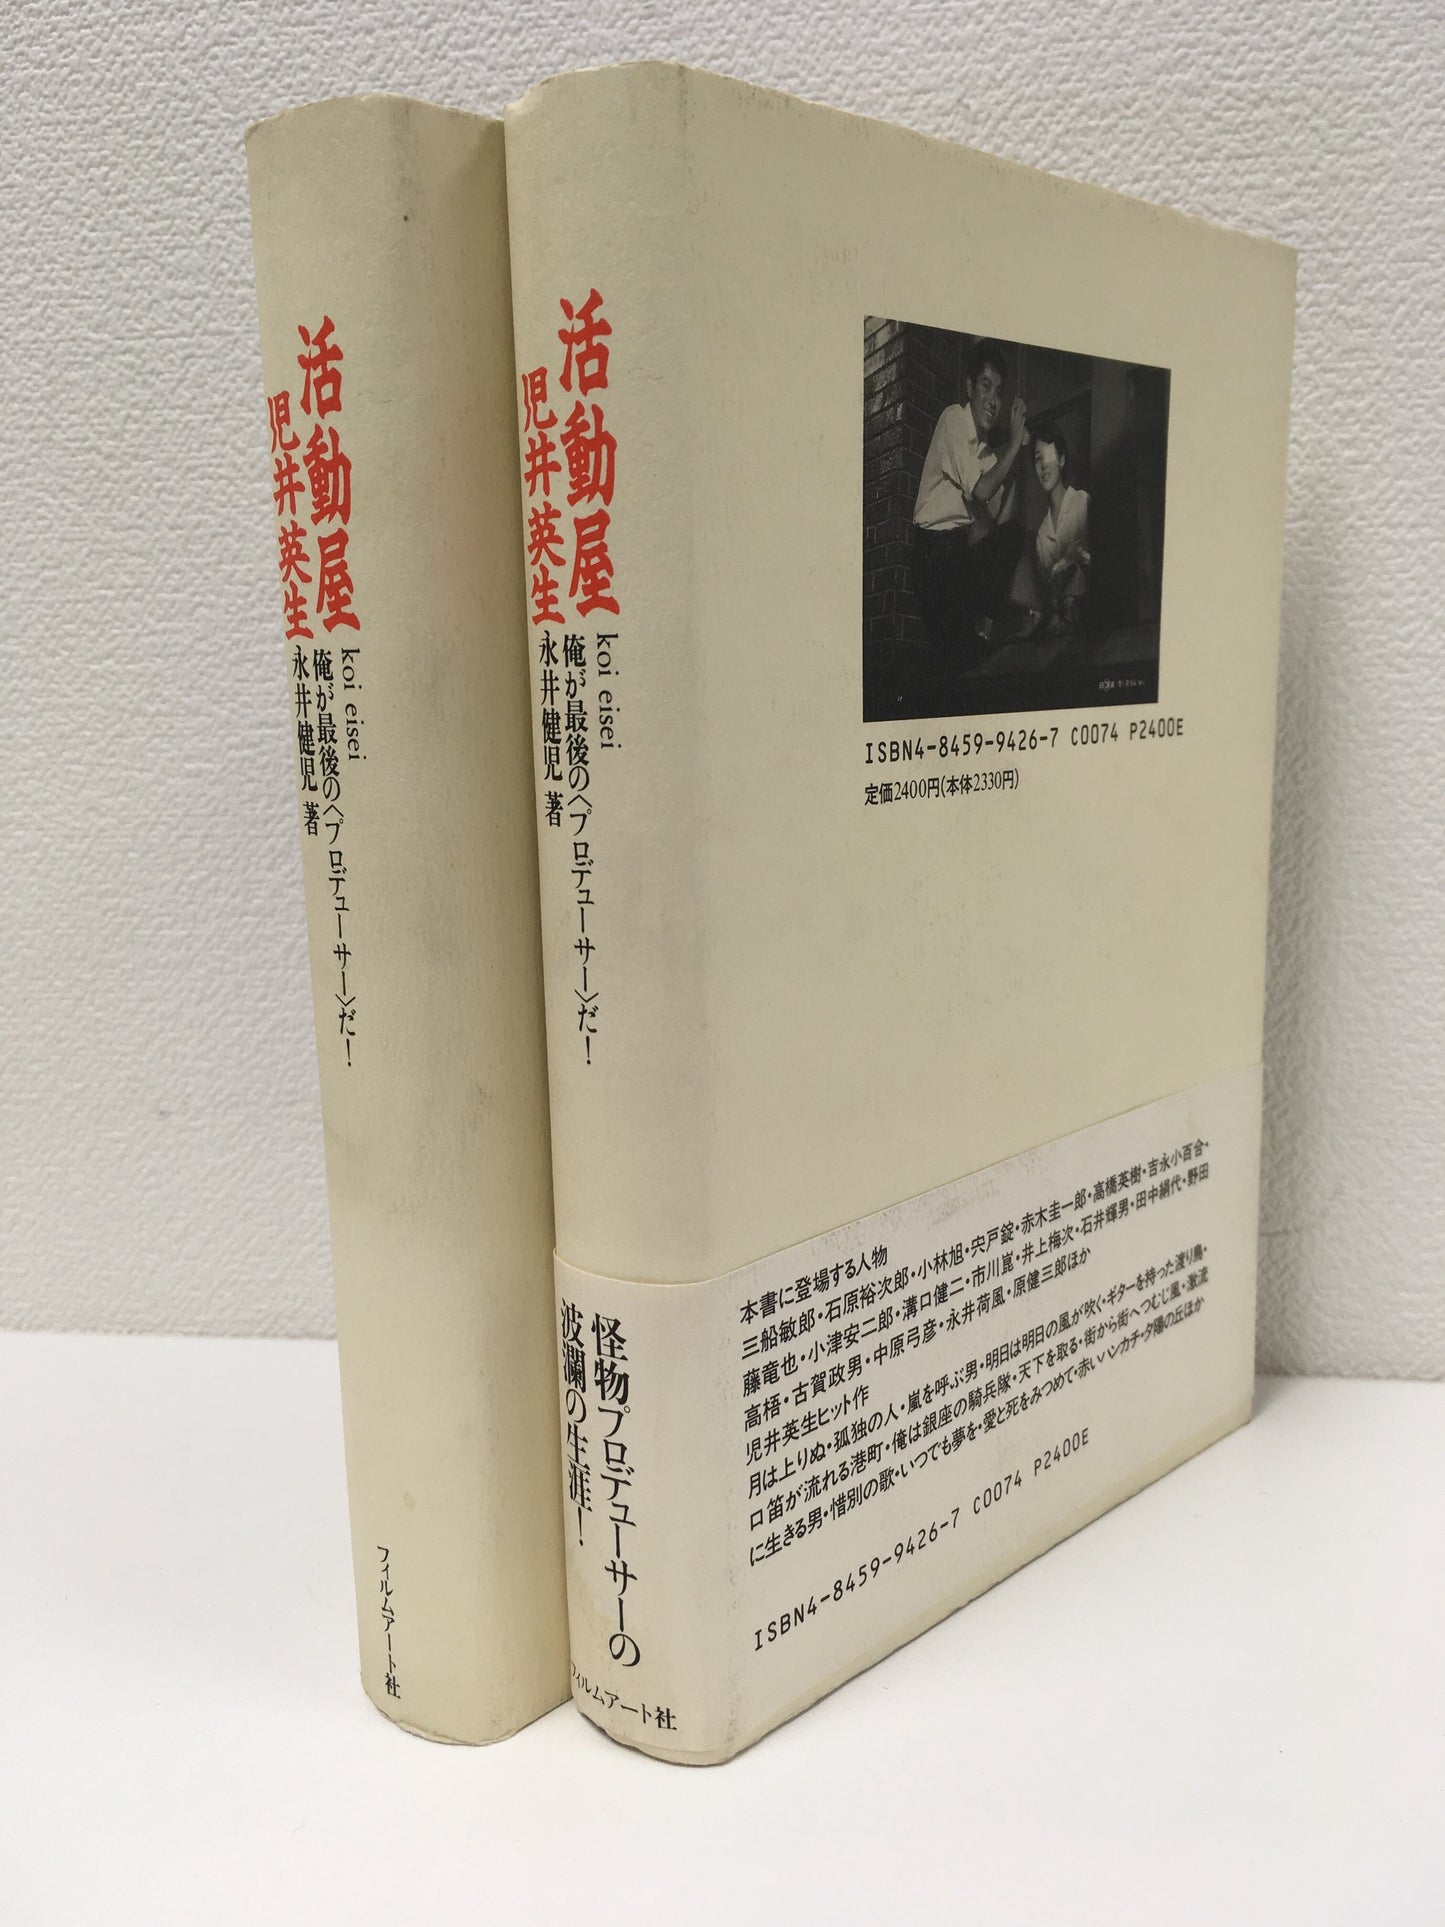 活動屋
児井英生
koi eisei
俺が最後の〈プロデューサー〉だ!
永井健児 著
フィルムアート社
活動屋
児井英生
koi eisei
俺が最後の〈プロデューサー〉だ!
永井健児 著
怪物プロデューサーの
波瀾の生涯!
フィルムアート社
ISBN4-8459-9426-7 C0074 P2400E
定価2400円(本体2330円)
本書に登場する人物
三船敏郎・石原裕次郎・小林旭・宍戸錠・赤木圭一郎・高橋英樹・吉永小百合・
藤竜也・小津安二郎・溝口健二・市川崑・井上梅次・石井輝男・田中絹代・野田
高梧・古賀政男・中原弓彦・永井荷風・原健三郎ほか
児井英生ヒット作
月は上りぬ・孤独の人・嵐を呼ぶ男・明日は明日の風が吹く・ギターを持った渡り鳥・
口笛が流れる港町・俺は銀座の騎兵隊・天下を取る・街から街へつむじ風・激流
に生きる男・惜別の歌・いつでも夢を・愛と死をみつめて・赤いハンカチ・夕陽の丘ほか
ISBN4-8459-9426-7 C0074 P2400E